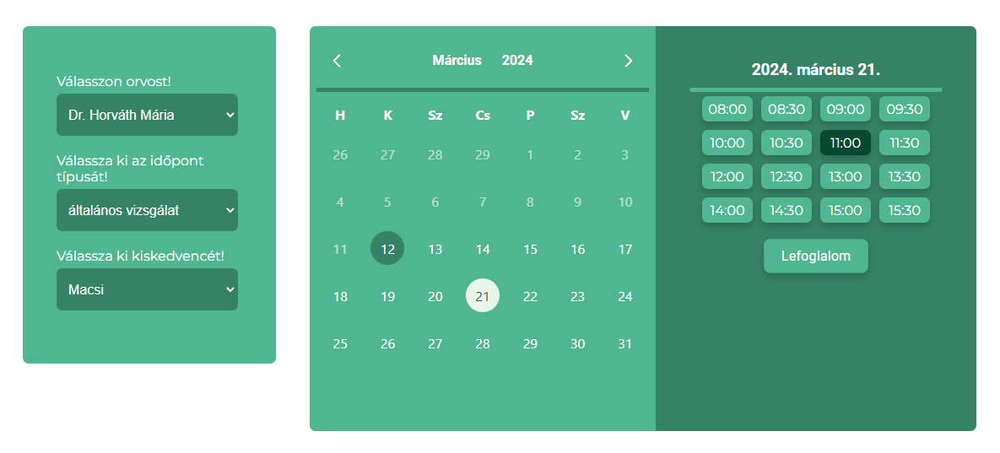 Válasszon orvost!
Dr. Horváth Mária
Válassza ki az időpont
típusát!
általános vizsgálat
Válassza ki kiskedvencét!
Macsi
Március 2024
H K Sz Cs P Sz V
26 27 28 29 1 2 3
4 5 6 7 8 9 10
11 12 13 14 15 16 17
18 19 20 21 22 23 24
25 26 27 28 29 30 31
2024. március 21.
08:00 08:30 09:00 09:30
10:00 10:30 11:00 11:30
12:00 12:30 13:00 13:30
14:00 14:30 15:00 15:30
Lefoglalom